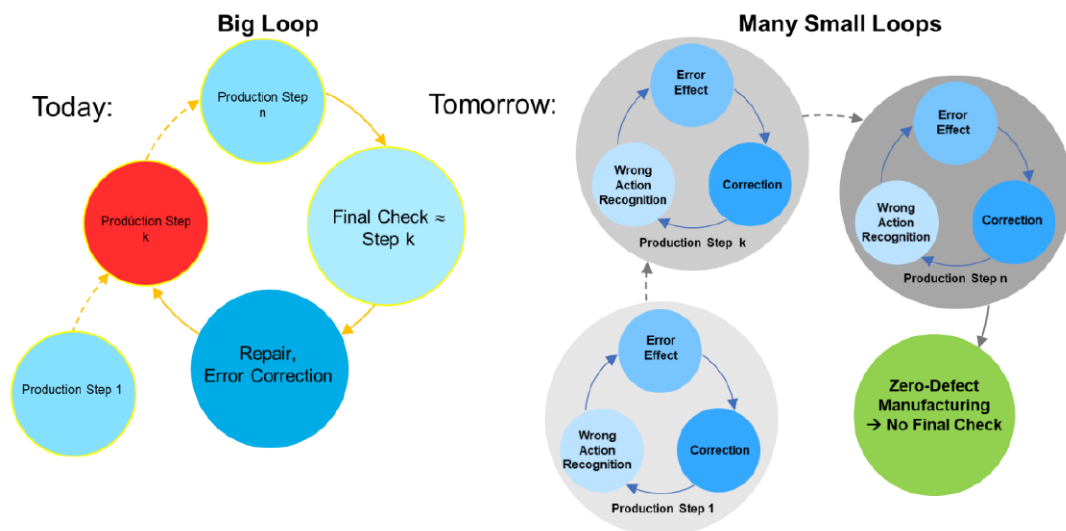 Big Loop
Today:
Production Step
n
Production Step
k
Final Check ≈
Step k
Repair,
Error Correction
Production Step 1
Many Small Loops
Tomorrow:
Error
Effect
Wrong
Action
Recognition
Correction
Production Step k
Error
Effect
Wrong
Action
Recognition
Correction
Production Step n
Error
Effect
Wrong
Action
Recognition
Correction
Production Step 1
Zero-Defect
Manufacturing
→ No Final Check